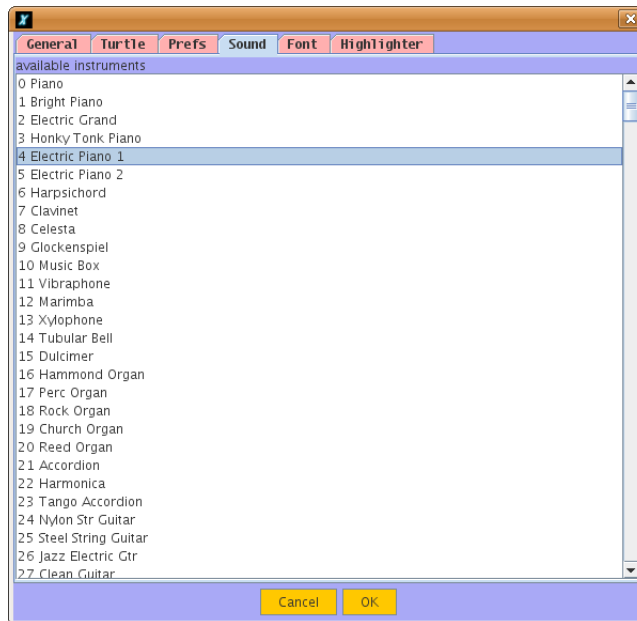 General Turtle Prefs Sound Font Highlighter
available instruments
0 Piano
1 Bright Piano
2 Electric Grand
3 Honky Tonk Piano
4 Electric Piano 1
5 Electric Piano 2
6 Harpsichord
7 Clavinet
8 Celesta
9 Glockenspiel
10 Music Box
11 Vibraphone
12 Marimba
13 Xylophone
14 Tubular Bell
15 Dulcimer
16 Hammond Organ
17 Perc Organ
18 Rock Organ
19 Church Organ
20 Reed Organ
21 Accordion
22 Harmonica
23 Tango Accordion
24 Nylon Str Guitar
25 Steel String Guitar
26 Jazz Electric Gtr
27 Clean Guitar
Cancel OK